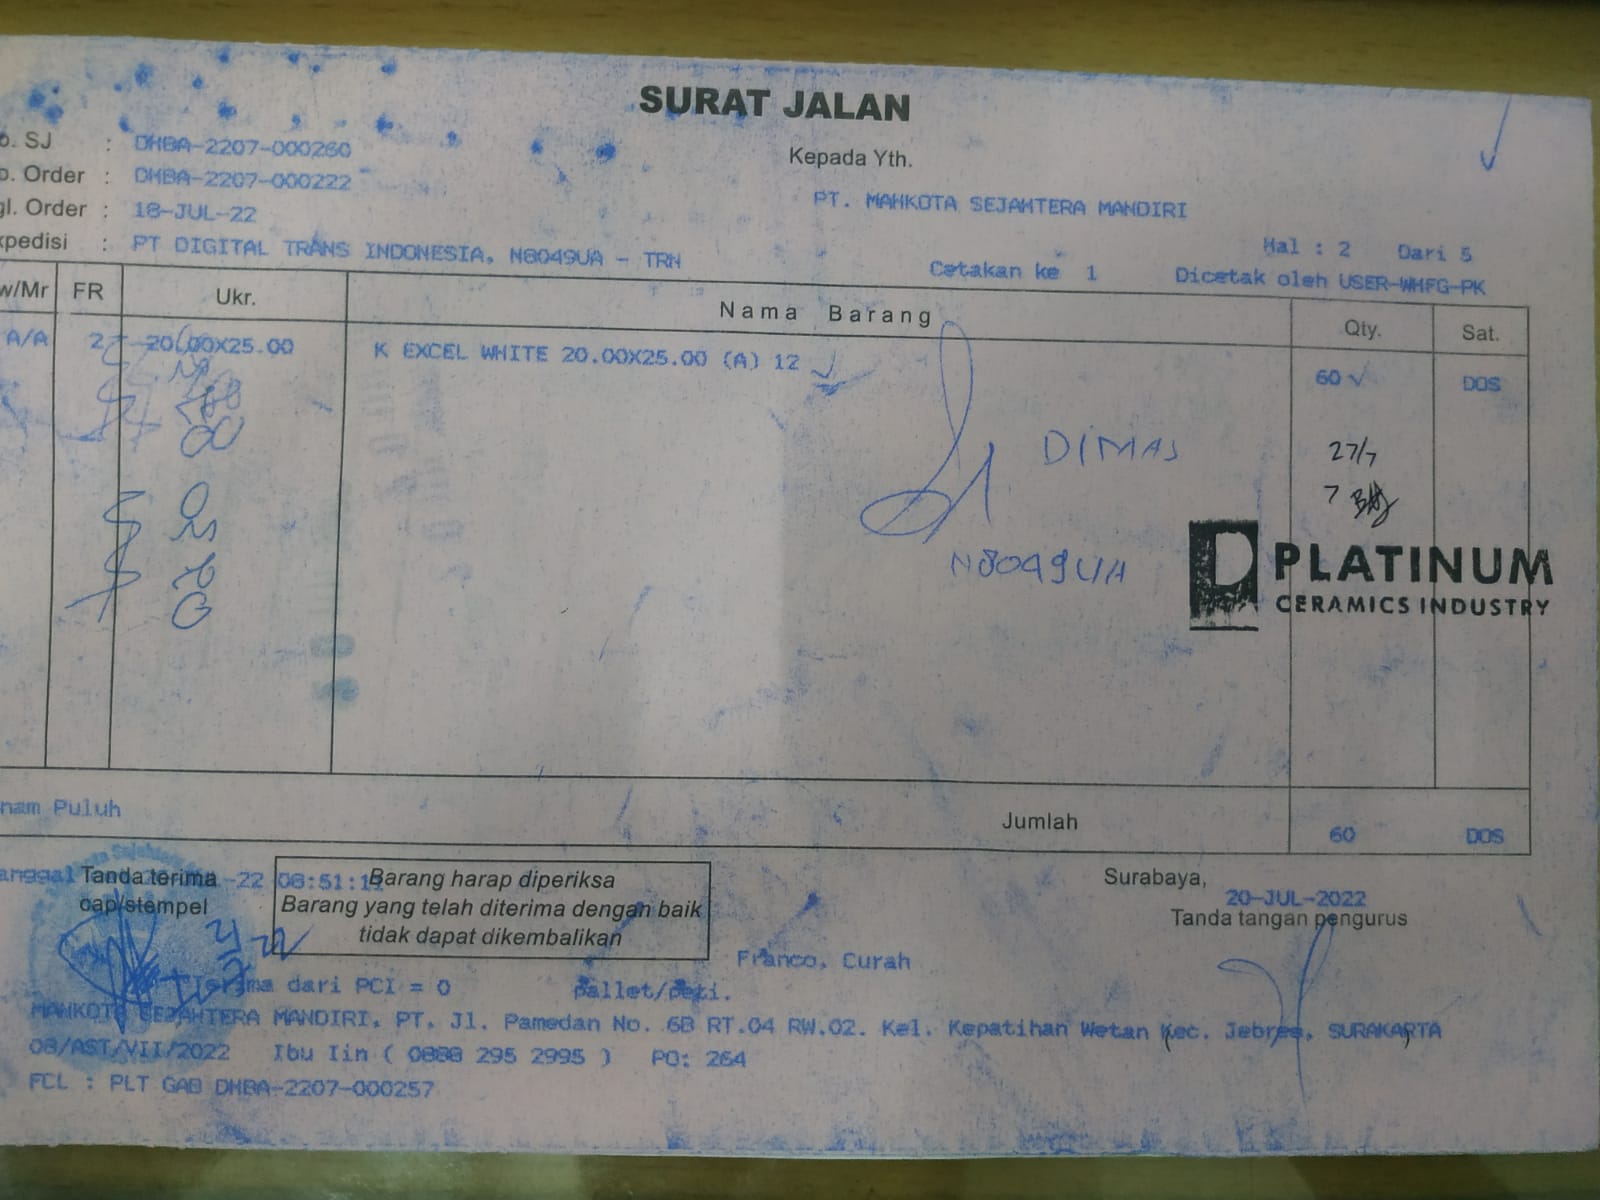 SURAT JALAN
o. SJ : DHBA-2207-000260
Kepada Yth.
o. Order : DHBA-2207-000222
PT. MAHKOTA SEJAHTERA MANDIRI
gl. Order : 18-JUL-22
xpedisi : PT DIGITAL TRANS INDONESIA, N8049UA - TRN
Hal : 2 Dari 5
Cetakan ke 1 Dicetak oleh USER-WHFG-PK
w/Mr FR Ukr. Nama Barang Qty. Sat.
A/A 2 20.00X25.00 K EXCEL WHITE 20.00X25.00 (A) 12 60 DOS
DIMAS
27/7
7
N8049UA
PLATINUM
CERAMICS INDUSTRY
nam Puluh
Jumlah 60 DOS
anggal -22 08:51:1
Tanda terima
cap/stempel
Barang harap diperiksa
Barang yang telah diterima dengan baik
tidak dapat dikembalikan
Surabaya,
20-JUL-2022
Tanda tangan pengurus
Franco, Curah
Terima dari PCI = 0 pallet/peti.
MAHKOTA SEJAHTERA MANDIRI, PT, Jl. Pamedan No. 6B RT.04 RW.02. Kel. Kepatihan Wetan Kec. Jebres, SURAKARTA
08/AST/VII/2022 Ibu Iin ( 0888 295 2995 ) PO: 264
FCL : PLT GAB DHBA-2207-000257